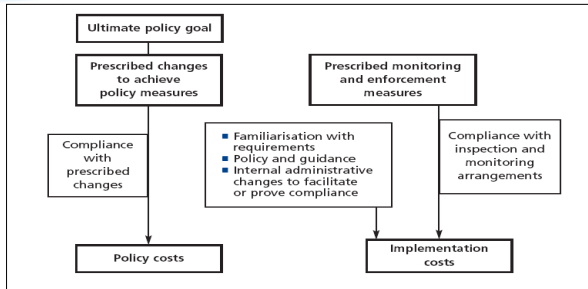 Ultimate policy goal
Prescribed changes
to achieve
policy measures
Prescribed monitoring
and enforcement
measures
Compliance
with
prescribed
changes
■ Familiarisation with
requirements
■ Policy and guidance
■ Internal administrative
changes to facilitate
or prove compliance
Compliance with
inspection and
monitoring
arrangements
Policy costs
Implementation
costs